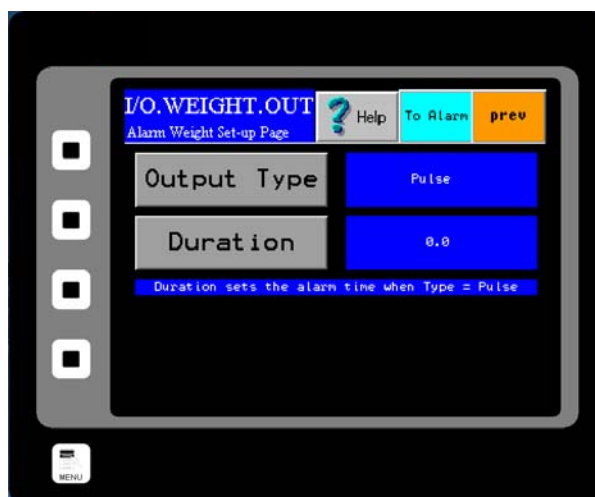 I/O.WEIGHT.OUT
Alarm Weight Set-up Page
? Help
To Alarm
prev
Output Type
Pulse
Duration
0.0
Duration sets the alarm time when Type = Pulse
MENU